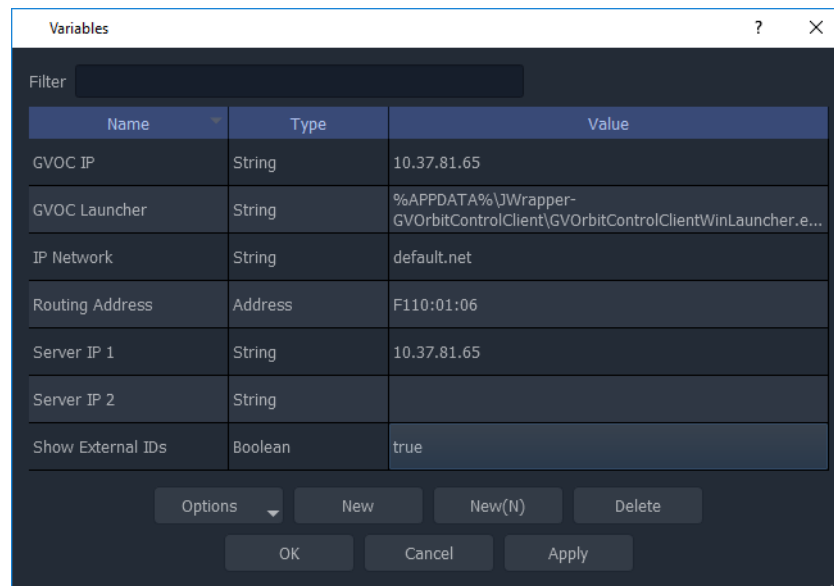 Variables
?
Filter
Name Type Value
GVOC IP String 10.37.81.65
GVOC Launcher String %APPDATA%\JWrapper-
GVOrbitControlClient\GVOrbitControlClientWinLauncher.e...
IP Network String default.net
Routing Address Address F110:01:06
Server IP 1 String 10.37.81.65
Server IP 2 String
Show External IDs Boolean true
Options New New(N) Delete
OK Cancel Apply